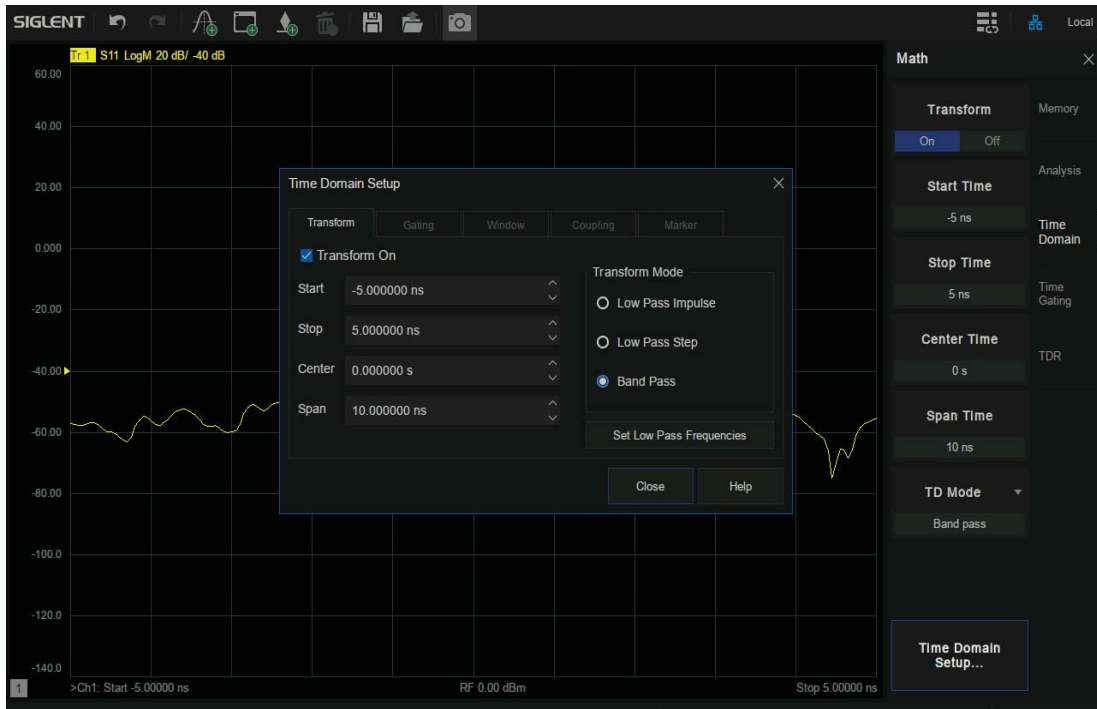 SIGLENT
Local
Tr 1 S11 LogM 20 dB/ -40 dB
60.00
40.00
20.00
0.000
-20.00
-40.00
-60.00
-80.00
-100.0
-120.0
-140.0
1 >Ch1: Start -5.00000 ns RF 0.00 dBm Stop 5.00000 ns
Time Domain Setup
Transform Gating Window Coupling Marker
Transform On
Start -5.000000 ns
Stop 5.000000 ns
Center 0.000000 s
Span 10.000000 ns
Transform Mode
Low Pass Impulse
Low Pass Step
Band Pass
Set Low Pass Frequencies
Close Help
Math
Transform
On Off
Start Time
-5 ns
Stop Time
5 ns
Center Time
0 s
Span Time
10 ns
TD Mode
Band pass
Time Domain
Setup...
Memory
Analysis
Time
Domain
Time
Gating
TDR